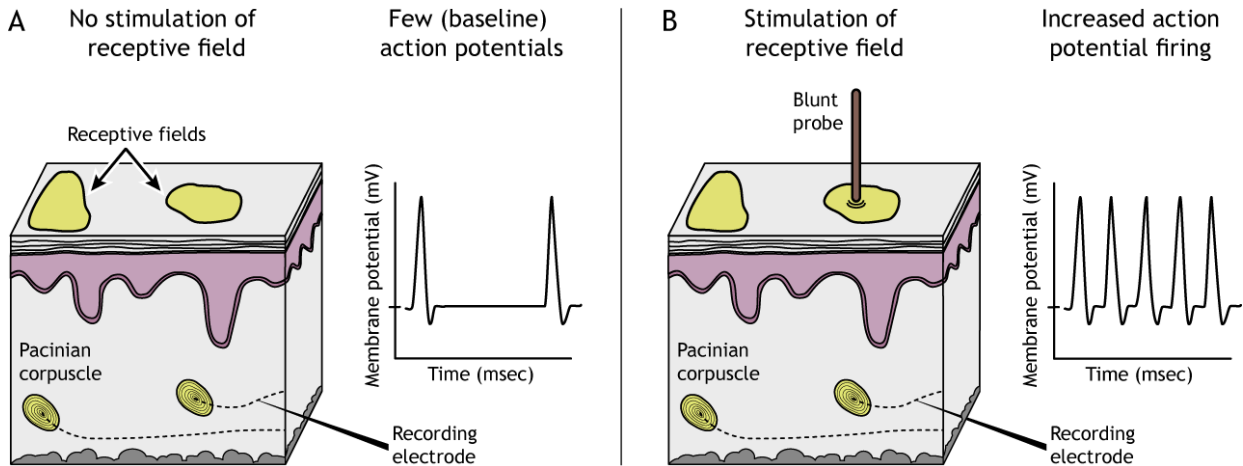 A
No stimulation of
receptive field
Few (baseline)
action potentials
Receptive fields
Membrane potential (mV)
Time (msec)
Pacinian
corpuscle
Recording
electrode
B
Stimulation of
receptive field
Increased action
potential firing
Blunt
probe
Membrane potential (mV)
Time (msec)
Pacinian
corpuscle
Recording
electrode